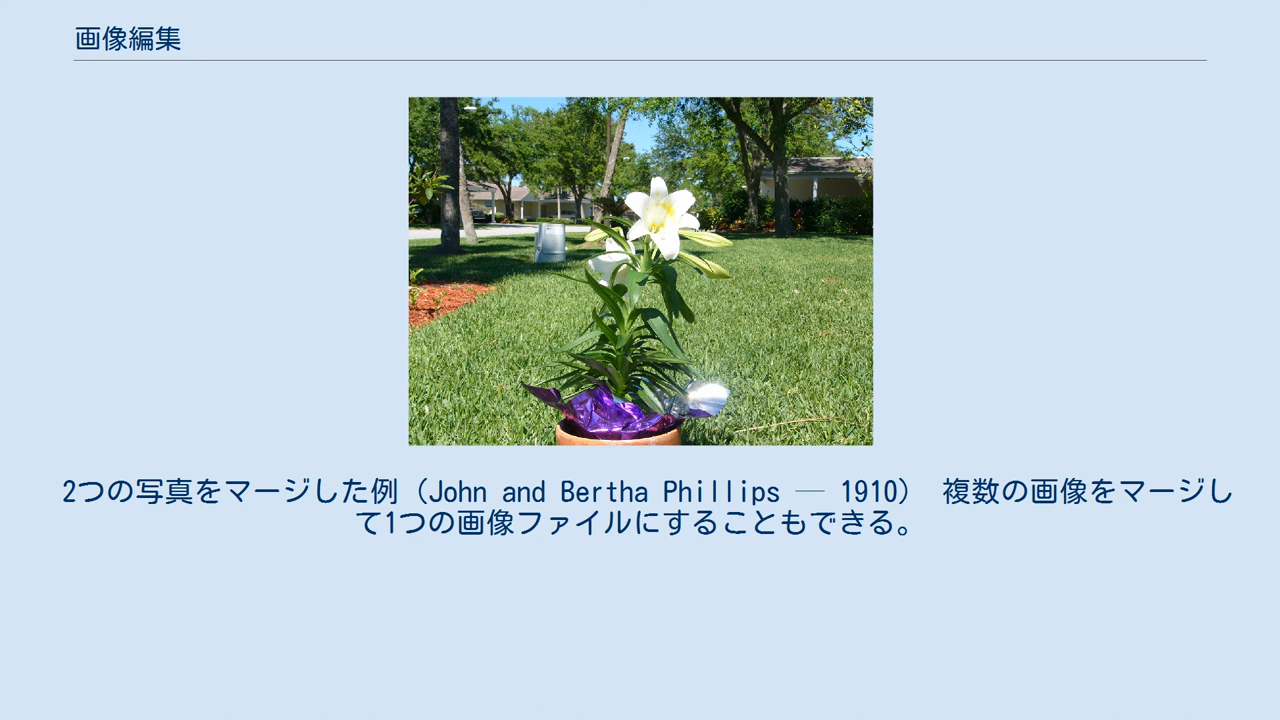 画像編集
2つの写真をマージした例（John and Bertha Phillips ― 1910） 複数の画像をマージし
て1つの画像ファイルにすることもできる。